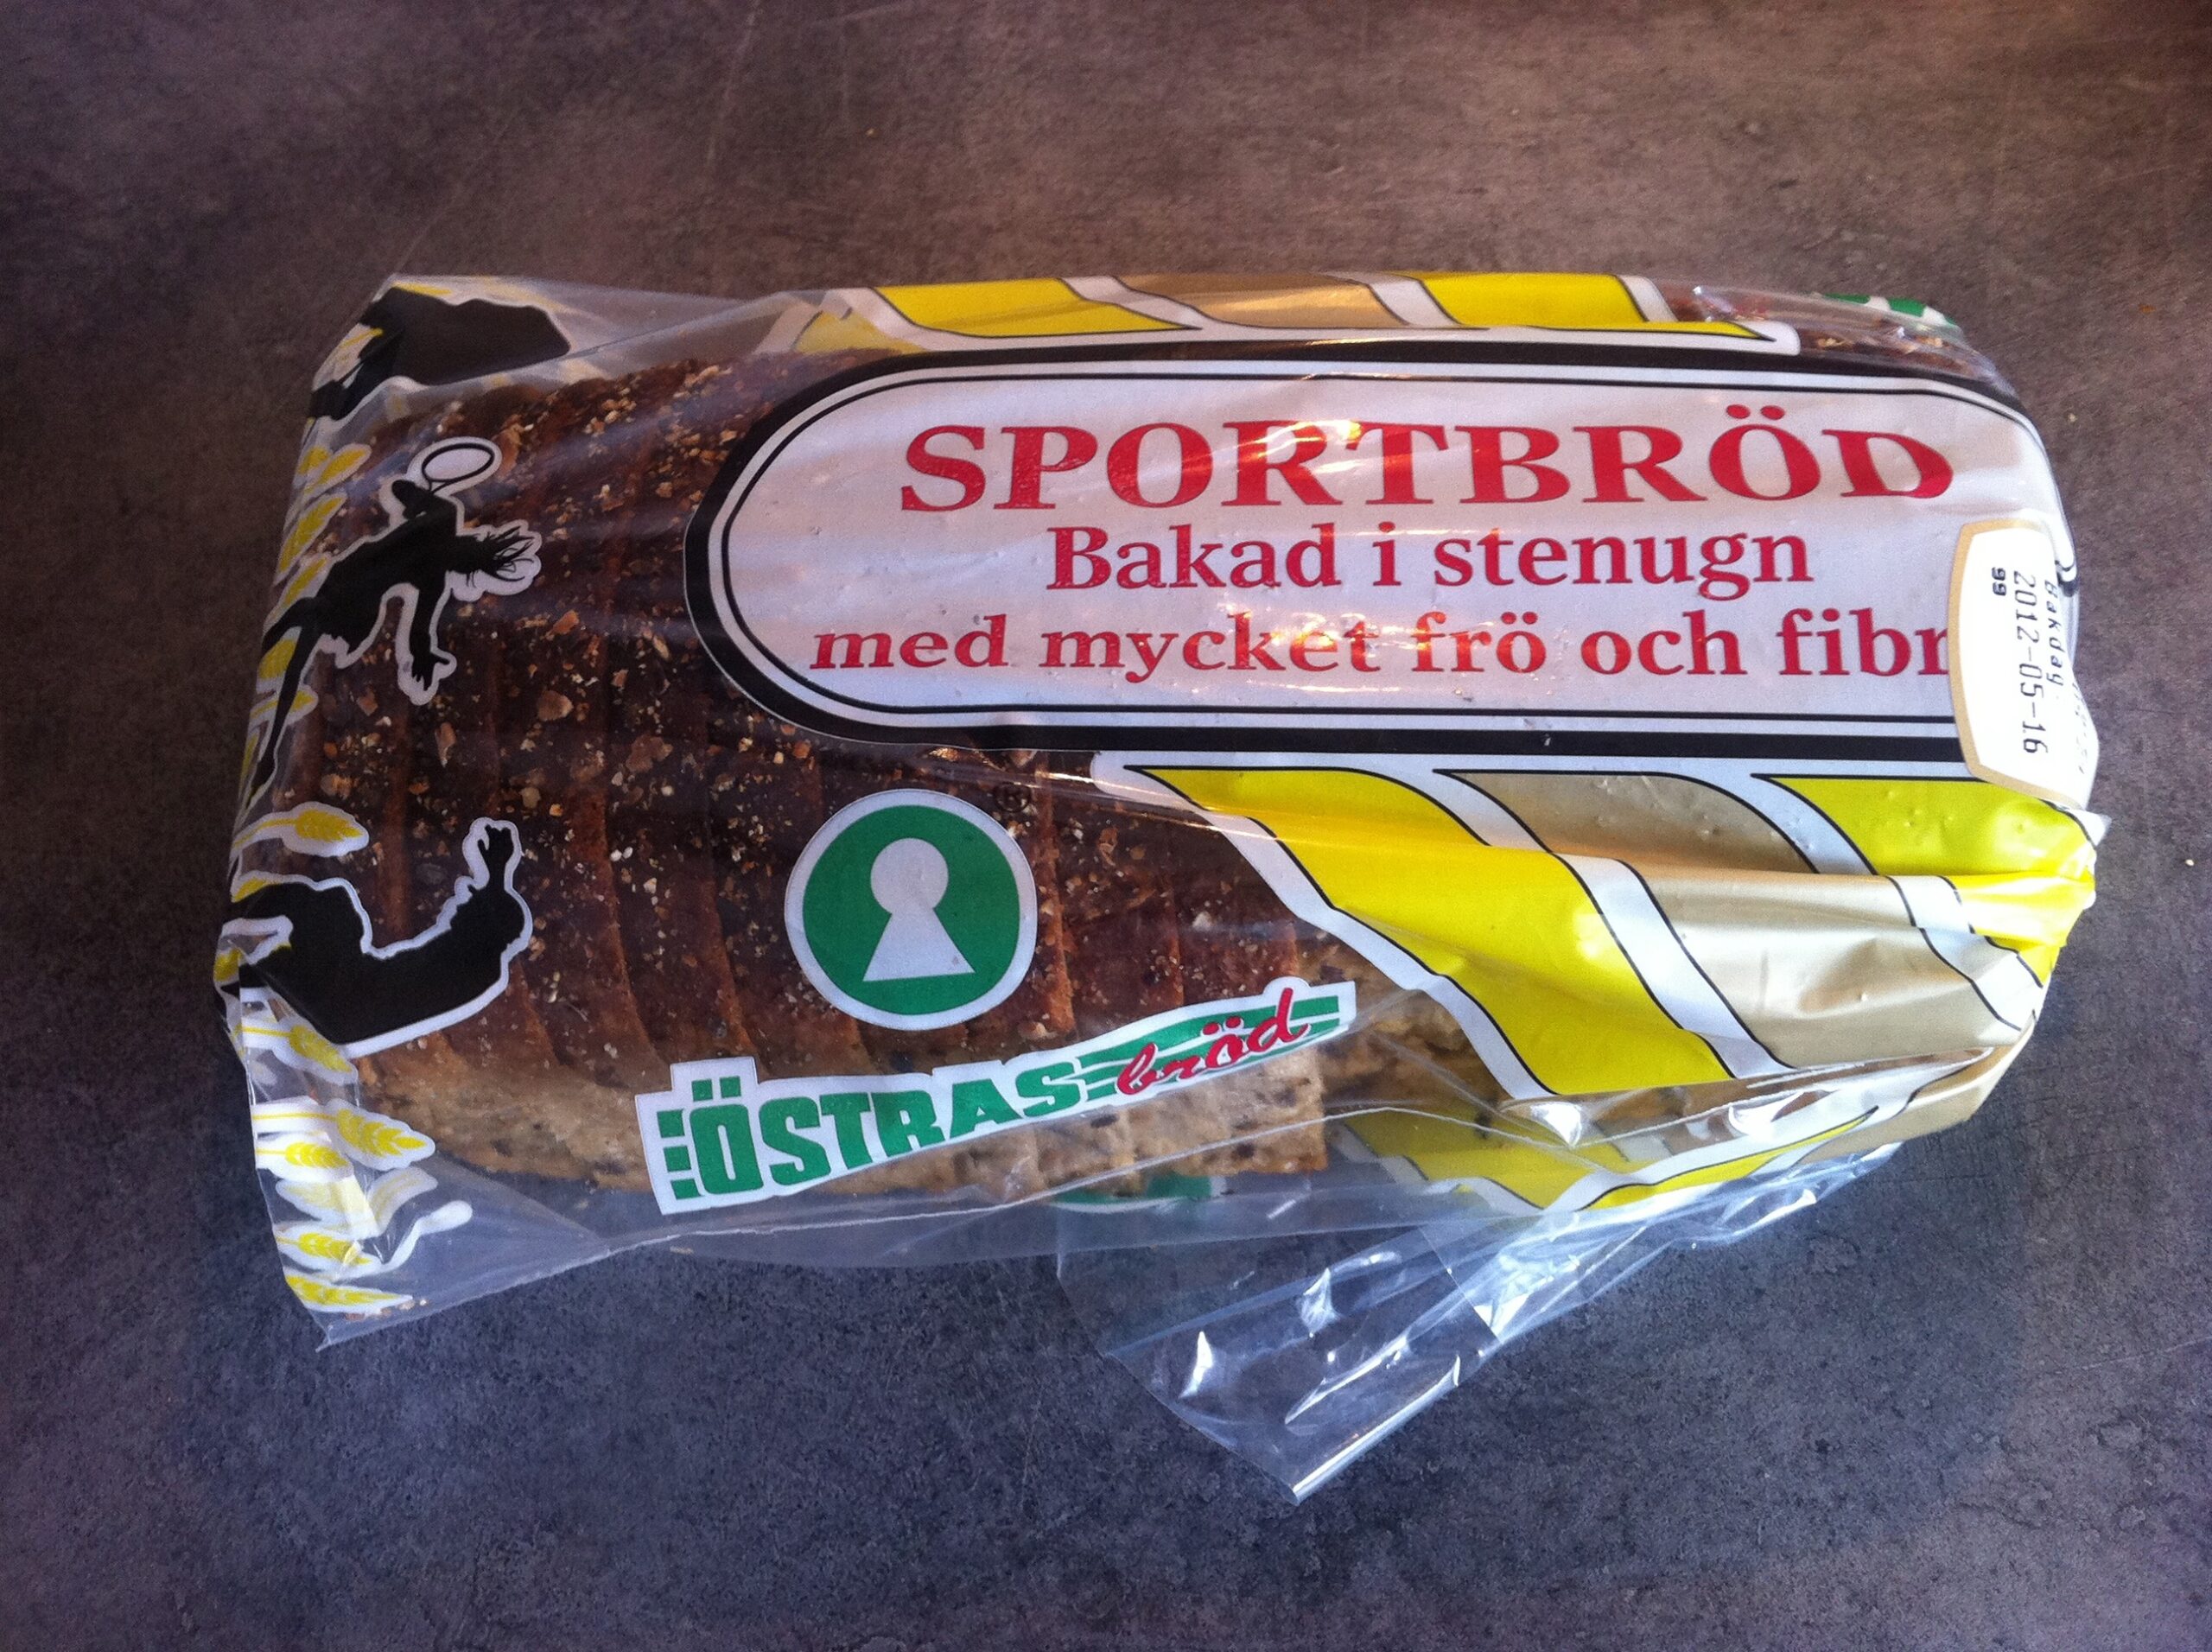 SPORTBRÖD
Bakad i stenugn
med mycket frö och fibr
Bakdag
2012-05-16
99
®
ÖSTRAS bröd